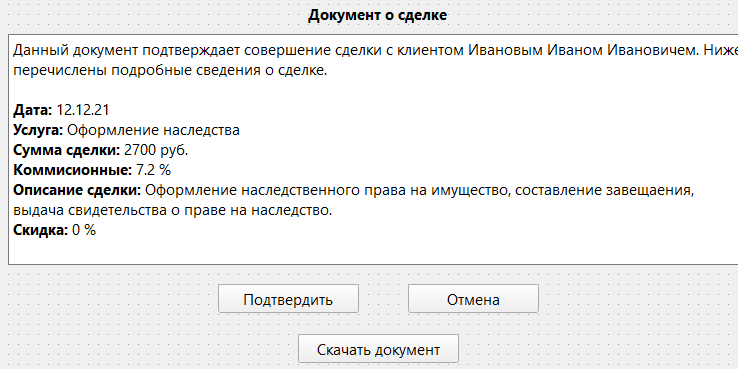 Документ о сделке
Данный документ подтверждает совершение сделки с клиентом Ивановым Иваном Ивановичем. Ниже
перечислены подробные сведения о сделке.
Дата: 12.12.21
Услуга: Оформление наследства
Сумма сделки: 2700 руб.
Коммисионные: 7.2 %
Описание сделки: Оформление наследственного права на имущество, составление завещаения,
выдача свидетельства о праве на наследство.
Скидка: 0 %
Подтвердить Отмена
Скачать документ